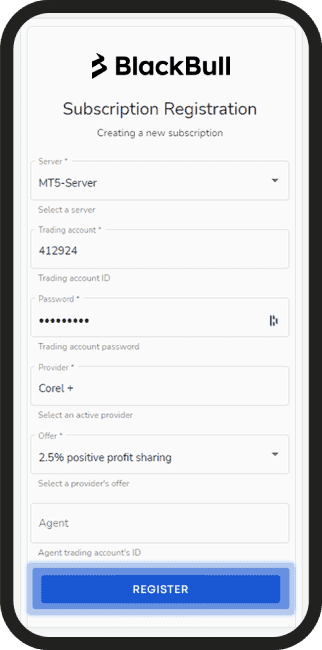 BlackBull
Subscription Registration
Creating a new subscription
Server *
MT5-Server
Select a server
Trading account *
412924
Trading account ID
Password *
•••••••••
Trading account password
Provider *
Corel +
Select an active provider
Offer *
2.5% positive profit sharing
Select a provider's offer
Agent
Agent trading account's ID
REGISTER